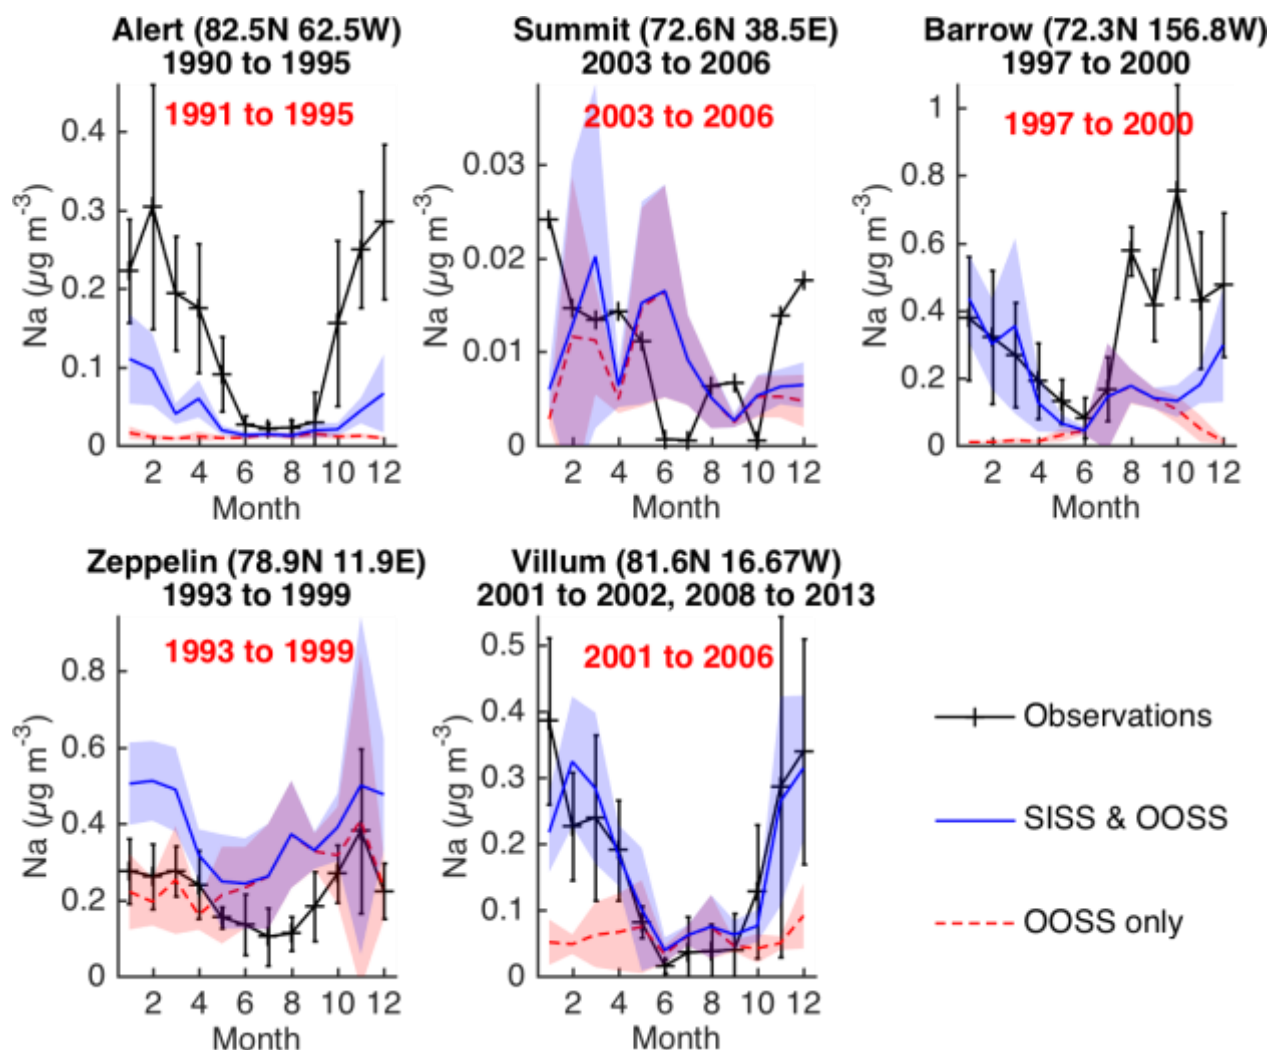 Alert (82.5N 62.5W)
1990 to 1995
1991 to 1995
Na (µg m-3)
0.4
0.3
0.2
0.1
0
2 4 6 8 10 12
Month
Summit (72.6N 38.5E)
2003 to 2006
2003 to 2006
Na (µg m-3)
0.03
0.02
0.01
0
2 4 6 8 10 12
Month
Barrow (72.3N 156.8W)
1997 to 2000
1997 to 2000
Na (µg m-3)
1
0.8
0.6
0.4
0.2
0
2 4 6 8 10 12
Month
Zeppelin (78.9N 11.9E)
1993 to 1999
1993 to 1999
Na (µg m-3)
0.8
0.6
0.4
0.2
0
2 4 6 8 10 12
Month
Villum (81.6N 16.67W)
2001 to 2002, 2008 to 2013
2001 to 2006
Na (µg m-3)
0.5
0.4
0.3
0.2
0.1
0
2 4 6 8 10 12
Month
Observations
SISS & OOSS
OOSS only